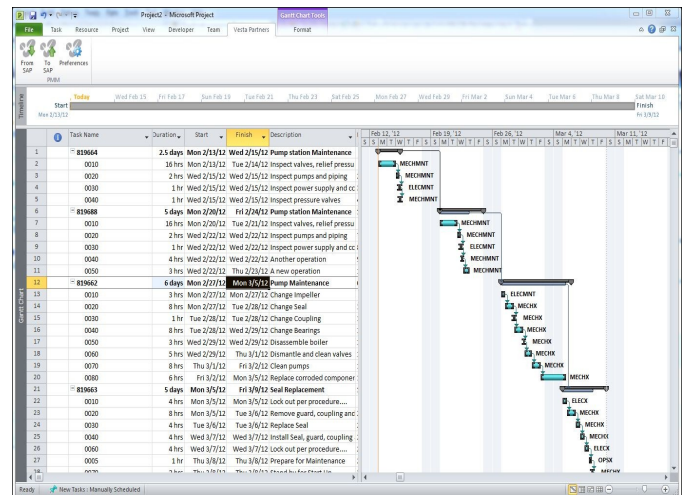 Project2 - Microsoft Project
Gantt Chart Tools
File Task Resource Project View Developer Team Vesta Partners Format
From SAP To SAP Preferences
PMM
Timeline
Today Wed Feb 15 Fri Feb 17 Sun Feb 19 Tue Feb 21 Thu Feb 23 Sat Feb 25 Mon Feb 27 Wed Feb 29 Fri Mar 2 Sun Mar 4 Tue Mar 6 Thu Mar 8 Sat Mar 10
Start
Mon 2/13/12
Finish
Fri 3/9/12
Task Name Duration Start Finish Description Feb 12, '12 Feb 19, '12 Feb 26, '12 Mar 4, '12 Mar 11, '12
S S M T W T F S S M T W T F S S M T W T F S S M T W T F S S M T W T F S
1 819664 2.5 days Mon 2/13/12 Wed 2/15/12 Pump station Maintenance
2 0010 16 hrs Mon 2/13/12 Tue 2/14/12 Inspect valves, relief pressu MECHMNT
3 0020 2 hrs Wed 2/15/12 Wed 2/15/12 Inspect pumps and piping MECHMNT
4 0030 1 hr Wed 2/15/12 Wed 2/15/12 Inspect power supply and cc ELECMNT
5 0040 1 hr Wed 2/15/12 Wed 2/15/12 Inspect pressure valves MECHMNT
6 819688 5 days Mon 2/20/12 Fri 2/24/12 Pump station Maintenance
7 0010 16 hrs Mon 2/20/12 Tue 2/21/12 Inspect valves, relief pressu MECHMNT
8 0020 2 hrs Wed 2/22/12 Wed 2/22/12 Inspect pumps and piping MECHMNT
9 0030 1 hr Wed 2/22/12 Wed 2/22/12 Inspect power supply and cc ELECMNT
10 0040 4 hrs Wed 2/22/12 Wed 2/22/12 Another operation MECHMNT
11 0050 3 hrs Wed 2/22/12 Thu 2/23/12 A new operation MECHMNT
12 819662 6 days Mon 2/27/12 Mon 3/5/12 Pump Maintenance
13 0010 3 hrs Mon 2/27/12 Mon 2/27/12 Change Impeller ELECMNT
14 0020 8 hrs Mon 2/27/12 Tue 2/28/12 Change Seal MECHX
15 0030 1 hr Tue 2/28/12 Tue 2/28/12 Change Coupling MECHX
16 0040 8 hrs Tue 2/28/12 Wed 2/29/12 Change Bearings MECHX
17 0050 3 hrs Wed 2/29/12 Wed 2/29/12 Disassemble boiler MECHX
18 0060 5 hrs Wed 2/29/12 Thu 3/1/12 Dismantle and clean valves MECHX
19 0070 8 hrs Thu 3/1/12 Fri 3/2/12 Clean pumps MECHX
20 0080 6 hrs Fri 3/2/12 Mon 3/5/12 Replace corroded componer MECHX
21 819663 5 days Mon 3/5/12 Fri 3/9/12 Seal Replacement
22 0010 4 hrs Mon 3/5/12 Mon 3/5/12 Lock out per procedure.... ELECX
23 0020 8 hrs Mon 3/5/12 Tue 3/6/12 Remove guard, coupling and MECHX
24 0030 4 hrs Tue 3/6/12 Tue 3/6/12 Replace Seal MECHX
25 0040 4 hrs Wed 3/7/12 Wed 3/7/12 Install Seal, guard, coupling MECHX
26 0060 4 hrs Wed 3/7/12 Wed 3/7/12 Lock out per procedure.... ELECX
27 0005 1 hr Thu 3/8/12 Thu 3/8/12 Prepare for Maintenance OPSX
28 0070 2 hrs Thu 3/8/12 Thu 3/8/12 Stand by for Start Up MECHX
Gantt Chart
Ready New Tasks : Manually Scheduled